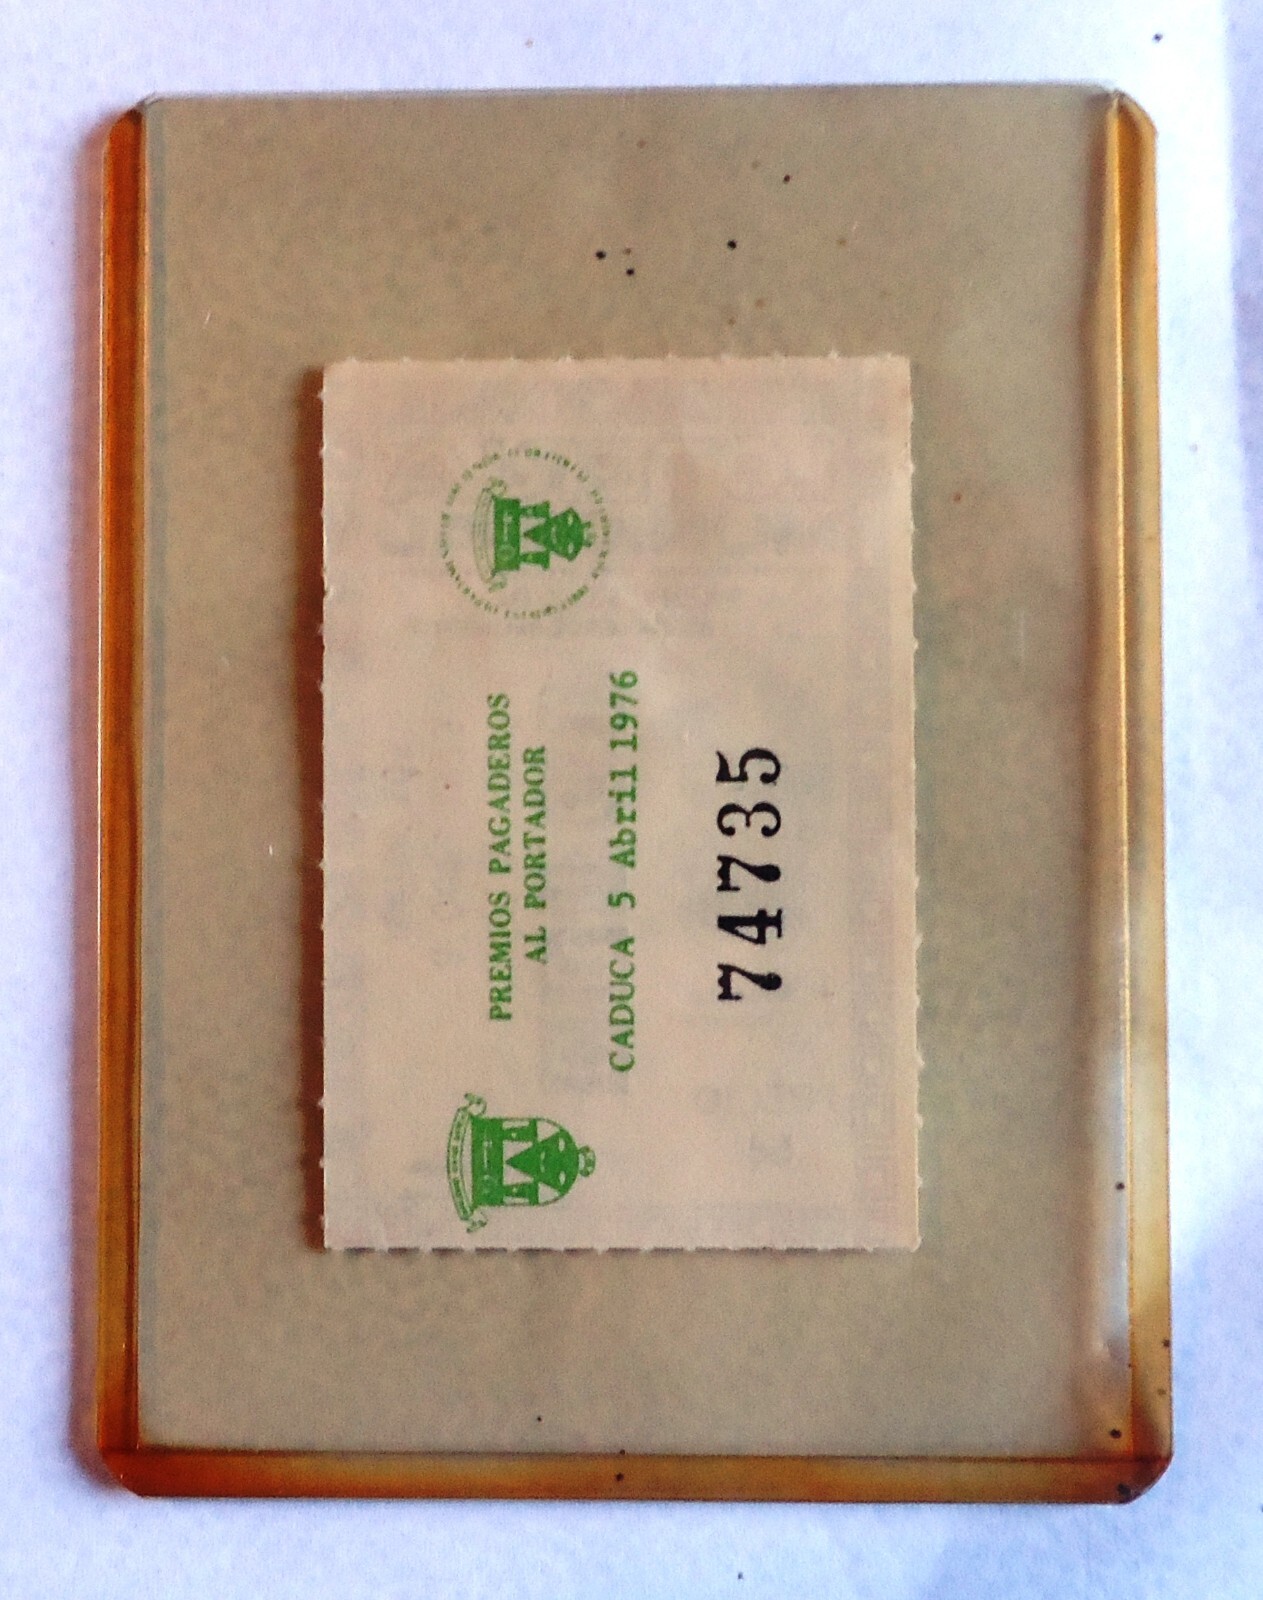 PREMIOS PAGADEROS
AL PORTADOR
CADUCA 5 Abril 1976
74735